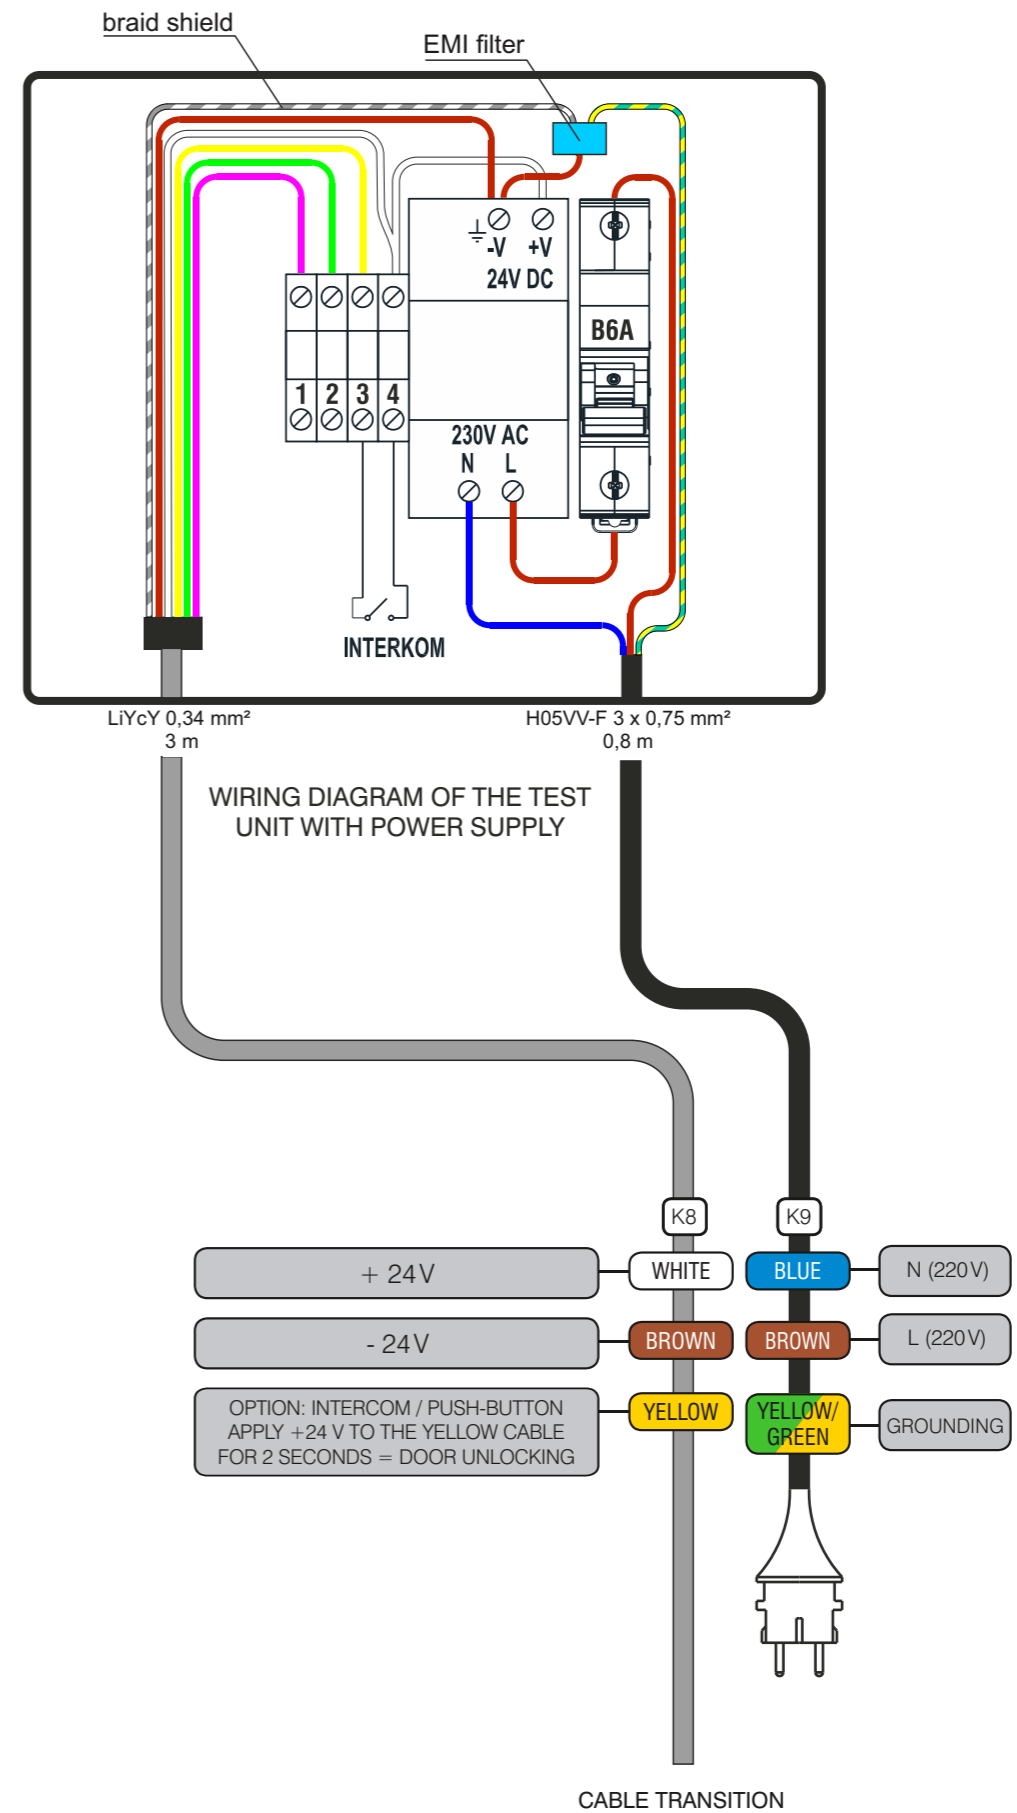 braid shield
EMI filter
-V +V
24V DC
B6A
1 2 3 4
230V AC
N L
INTERKOM
LiYcY 0,34 mm²
3 m
H05VV-F 3 x 0,75 mm²
0,8 m
WIRING DIAGRAM OF THE TEST
UNIT WITH POWER SUPPLY
K8 K9
+ 24V WHITE BLUE N (220V)
- 24V BROWN BROWN L (220V)
OPTION: INTERCOM / PUSH-BUTTON
APPLY +24 V TO THE YELLOW CABLE
FOR 2 SECONDS = DOOR UNLOCKING
YELLOW
YELLOW/
GREEN
GROUNDING
CABLE TRANSITION